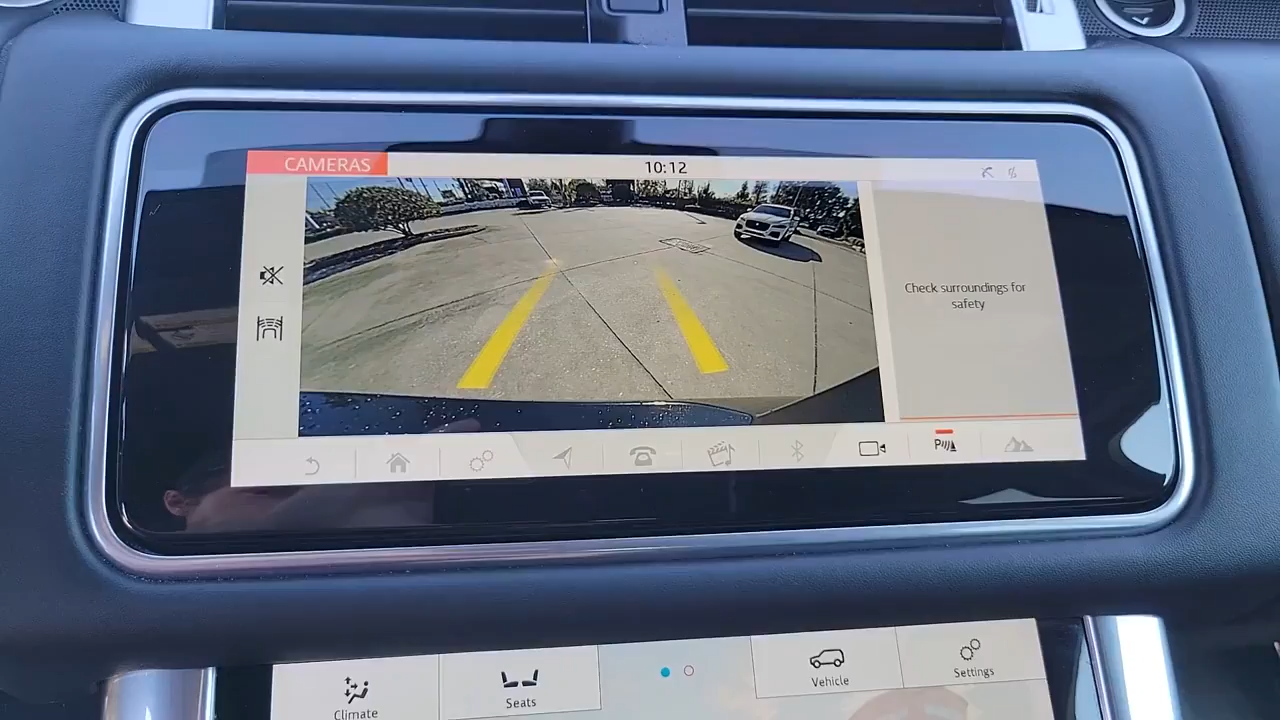 CAMERAS
10:12
Check surroundings for
safety
P
Climate
Seats
Vehicle
Settings